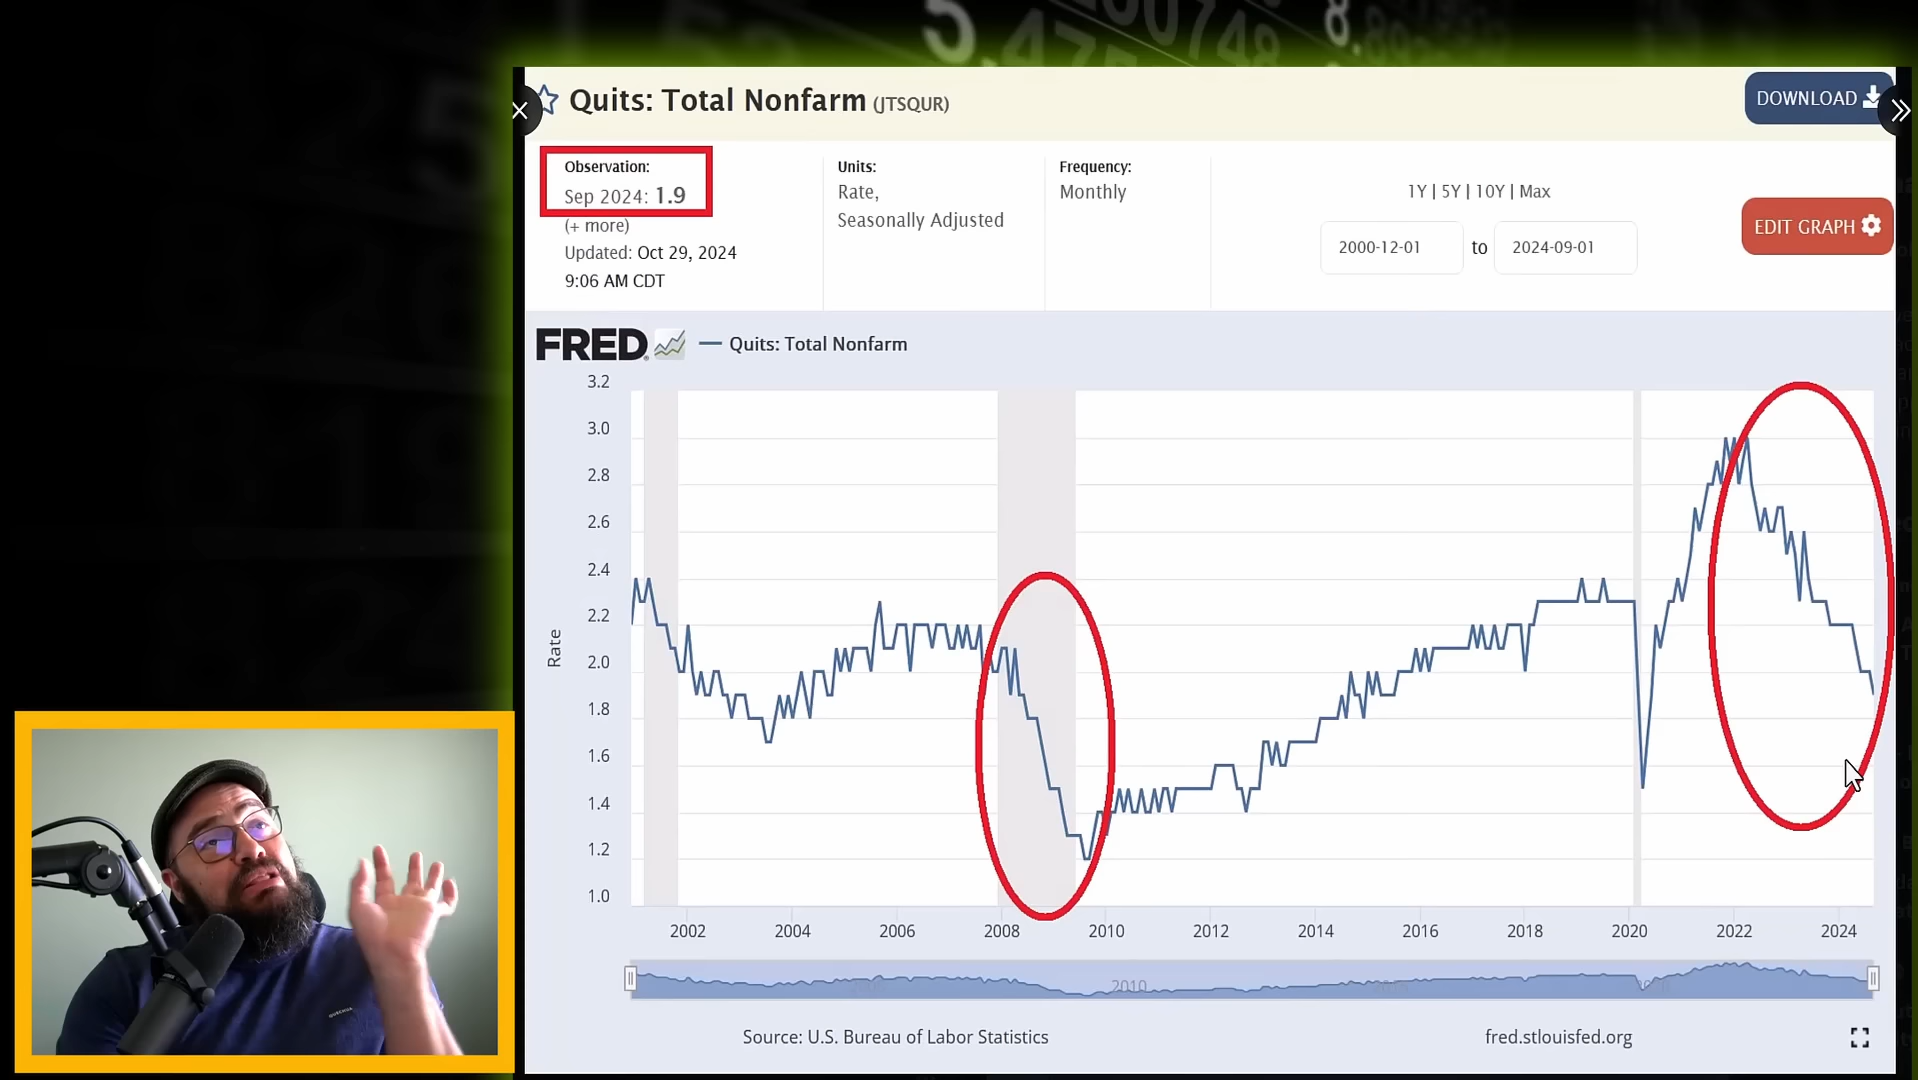 Quits: Total Nonfarm (JTSQUR)
DOWNLOAD
Observation:
Sep 2024: 1.9
(+ more)
Updated: Oct 29, 2024
9:06 AM CDT
Units:
Rate,
Seasonally Adjusted
Frequency:
Monthly
1Y | 5Y | 10Y | Max
2000-12-01 to 2024-09-01
EDIT GRAPH
FRED
Quits: Total Nonfarm
3.2
3.0
2.8
2.6
2.4
2.2
2.0
1.8
1.6
1.4
1.2
1.0
Rate
2002 2004 2006 2008 2010 2012 2014 2016 2018 2020 2022 2024
2010
Source: U.S. Bureau of Labor Statistics
fred.stlouisfed.org